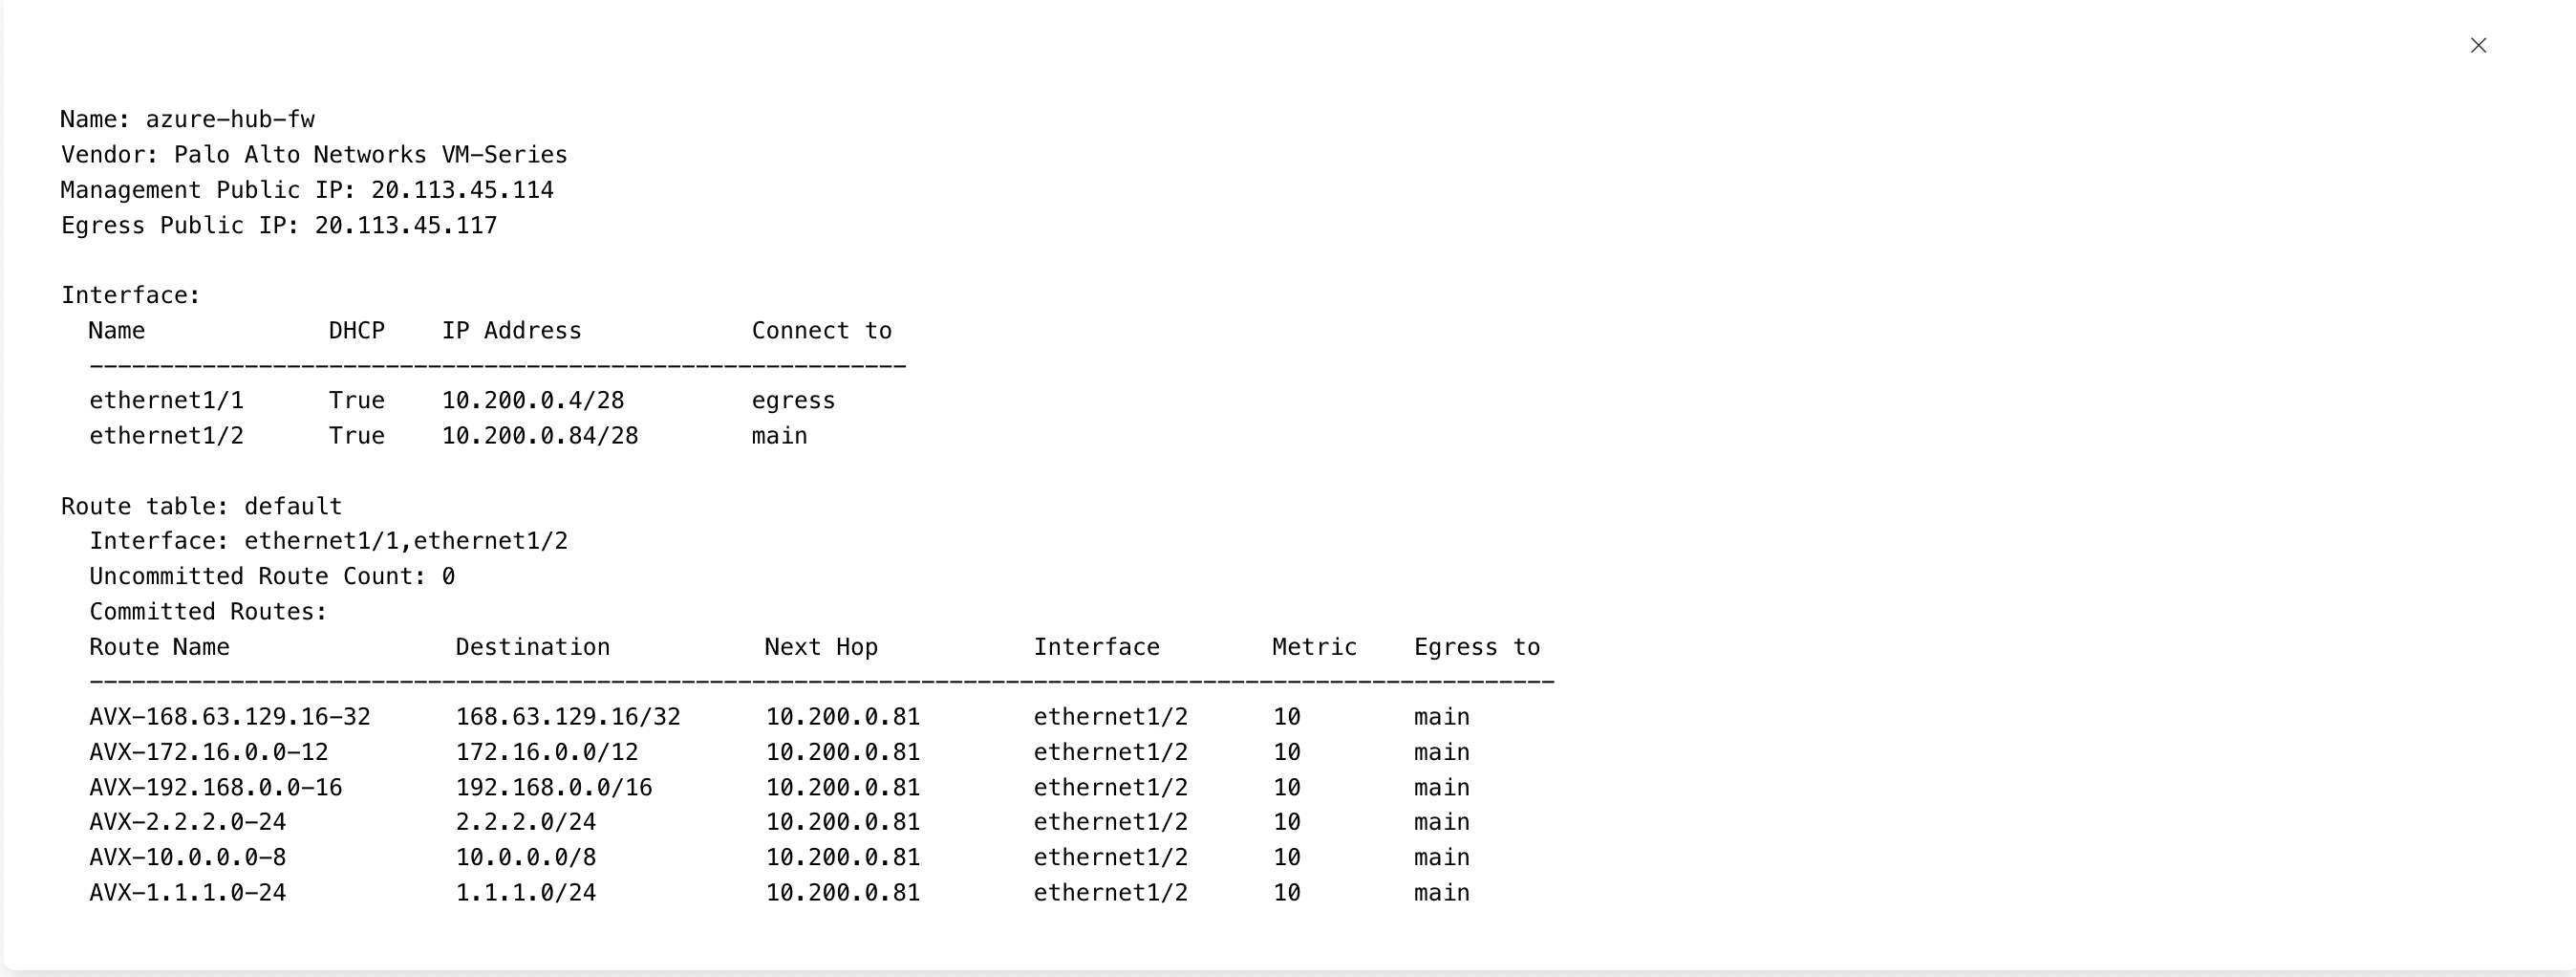 Name: azure-hub-fw
Vendor: Palo Alto Networks VM-Series
Management Public IP: 20.113.45.114
Egress Public IP: 20.113.45.117
Interface:
Name DHCP IP Address Connect to
----------------------------------------------------------
ethernet1/1 True 10.200.0.4/28 egress
ethernet1/2 True 10.200.0.84/28 main
Route table: default
Interface: ethernet1/1,ethernet1/2
Uncommitted Route Count: 0
Committed Routes:
Route Name Destination Next Hop Interface Metric Egress to
--------------------------------------------------------------------------------------------------------
AVX-168.63.129.16-32 168.63.129.16/32 10.200.0.81 ethernet1/2 10 main
AVX-172.16.0.0-12 172.16.0.0/12 10.200.0.81 ethernet1/2 10 main
AVX-192.168.0.0-16 192.168.0.0/16 10.200.0.81 ethernet1/2 10 main
AVX-2.2.2.0-24 2.2.2.0/24 10.200.0.81 ethernet1/2 10 main
AVX-10.0.0.0-8 10.0.0.0/8 10.200.0.81 ethernet1/2 10 main
AVX-1.1.1.0-24 1.1.1.0/24 10.200.0.81 ethernet1/2 10 main